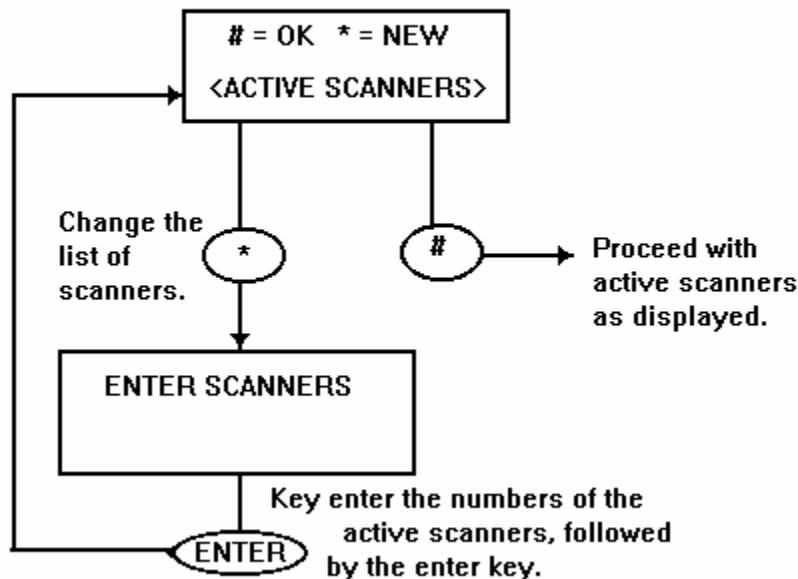 # = OK * = NEW
<ACTIVE SCANNERS>
Change the
list of
scanners.
*
#
Proceed with
active scanners
as displayed.
ENTER SCANNERS
Key enter the numbers of the
active scanners, followed
by the enter key.
ENTER